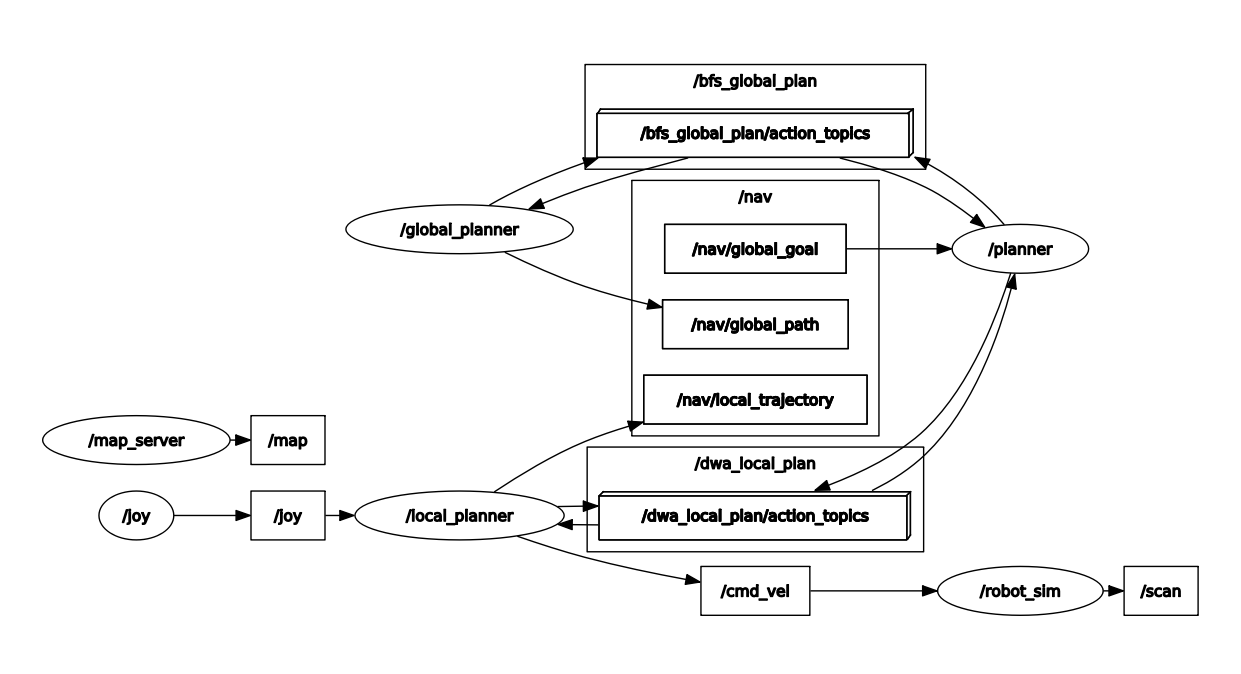 /bfs_global_plan
/bfs_global_plan/action_topics
/nav
/global_planner
/nav/global_goal
/planner
/nav/global_path
/nav/local_trajectory
/map_server
/map
/dwa_local_plan
/joy
/joy
/local_planner
/dwa_local_plan/action_topics
/cmd_vel
/robot_sim
/scan